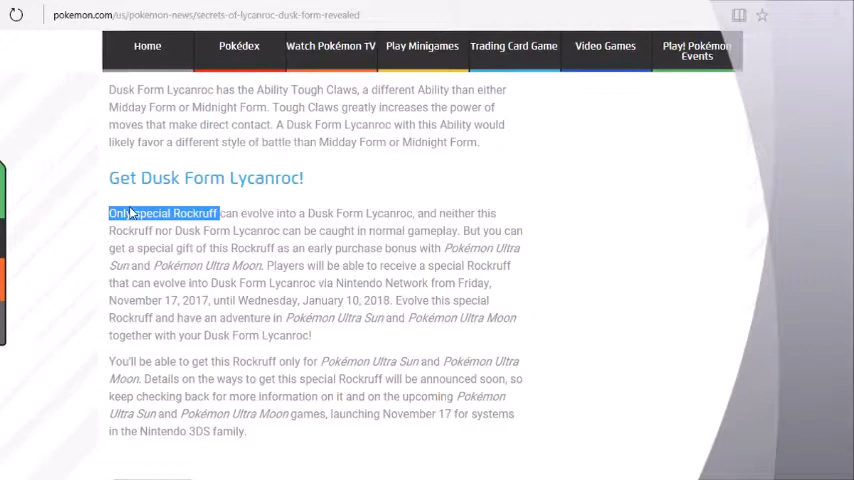 pokemon.com/us/pokemon-news/secrets-of-lycanroc-dusk-form-revealed
Home Pokédex Watch Pokémon TV Play Minigames Trading Card Game Video Games Play! Pokémon
Events
Dusk Form Lycanroc has the Ability Tough Claws, a different Ability than either
Midday Form or Midnight Form. Tough Claws greatly increases the power of
moves that make direct contact. A Dusk Form Lycanroc with this Ability would
likely favor a different style of battle than Midday Form or Midnight Form.
Get Dusk Form Lycanroc!
Only special Rockruff can evolve into a Dusk Form Lycanroc, and neither this
Rockruff nor Dusk Form Lycanroc can be caught in normal gameplay. But you can
get a special gift of this Rockruff as an early purchase bonus with Pokémon Ultra
Sun and Pokémon Ultra Moon. Players will be able to receive a special Rockruff
that can evolve into Dusk Form Lycanroc via Nintendo Network from Friday,
November 17, 2017, until Wednesday, January 10, 2018. Evolve this special
Rockruff and have an adventure in Pokémon Ultra Sun and Pokémon Ultra Moon
together with your Dusk Form Lycanroc!
You'll be able to get this Rockruff only for Pokémon Ultra Sun and Pokémon Ultra
Moon. Details on the ways to get this special Rockruff will be announced soon, so
keep checking back for more information on it and on the upcoming Pokémon
Ultra Sun and Pokémon Ultra Moon games, launching November 17 for systems
in the Nintendo 3DS family.